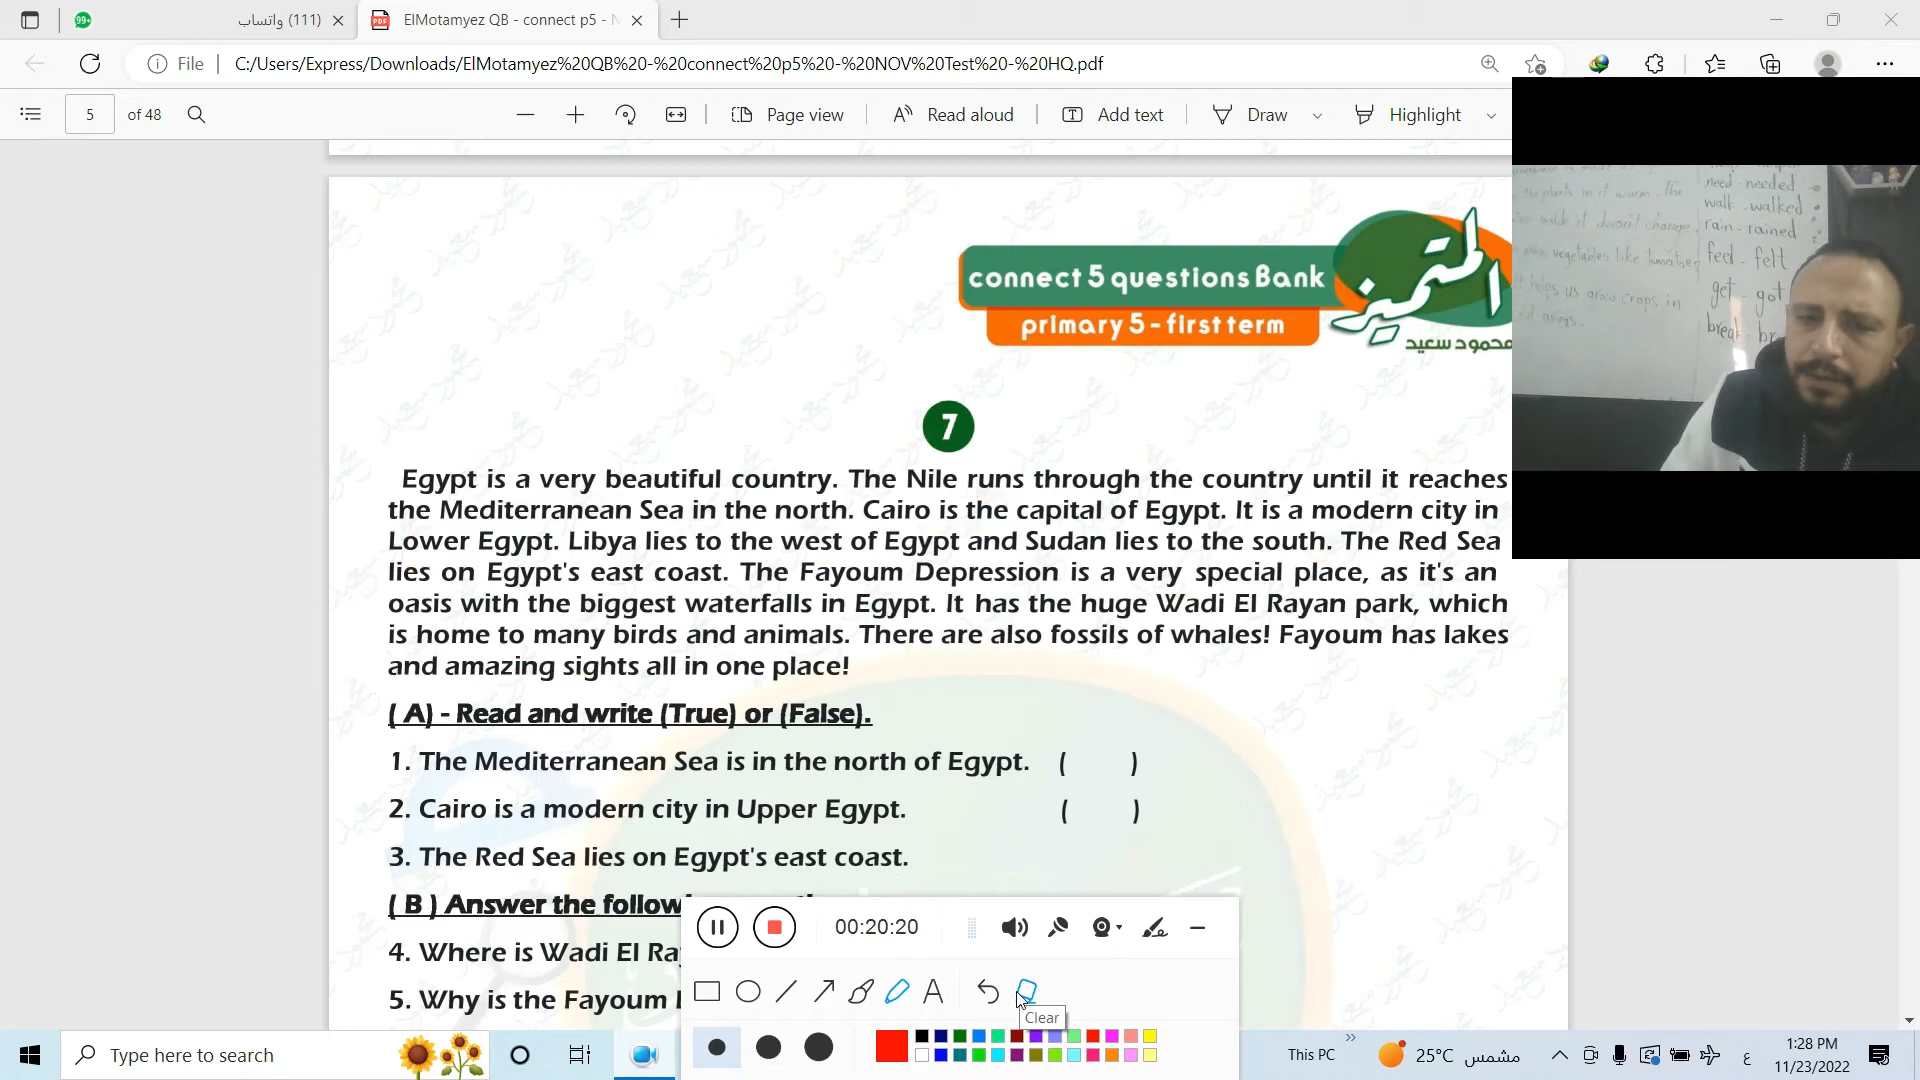 (111) واتساب
ElMotamyez QB - connect p5 - N
File
C:/Users/Express/Downloads/ElMotamyez%20QB%20-%20connect%20p5%20-%20NOV%20Test%20-%20HQ.pdf
5 of 48
Page view
Read aloud
Add text
Draw
Highlight
need - needed
walk - walked
rain - rained
feel - felt
get - got
break
connect 5 questions Bank
primary 5 - first term
المتميز
محمود سعيد
7
Egypt is a very beautiful country. The Nile runs through the country until it reaches
the Mediterranean Sea in the north. Cairo is the capital of Egypt. It is a modern city in
Lower Egypt. Libya lies to the west of Egypt and Sudan lies to the south. The Red Sea
lies on Egypt's east coast. The Fayoum Depression is a very special place, as it's an
oasis with the biggest waterfalls in Egypt. It has the huge Wadi El Rayan park, which
is home to many birds and animals. There are also fossils of whales! Fayoum has lakes
and amazing sights all in one place!
( A) - Read and write (True) or (False).
1. The Mediterranean Sea is in the north of Egypt. ( )
2. Cairo is a modern city in Upper Egypt. ( )
3. The Red Sea lies on Egypt's east coast.
( B ) Answer the follow
4. Where is Wadi El Ra
5. Why is the Fayoum
00:20:20
Clear
Type here to search
This PC
25°C مشمس
ع
1:28 PM
11/23/2022